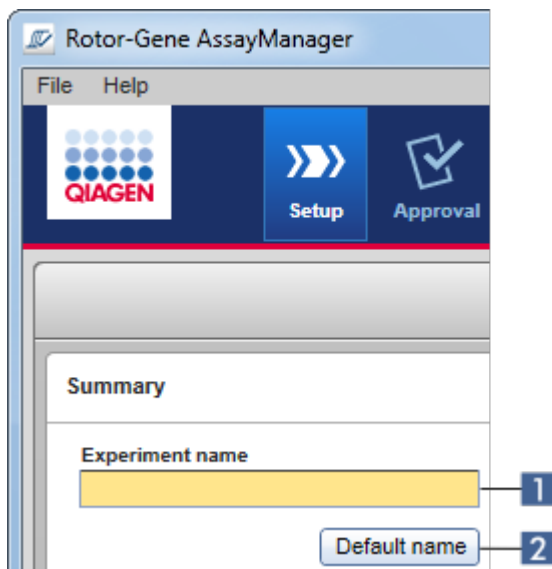 Rotor-Gene AssayManager
File Help
QIAGEN
Setup Approval
Summary
Experiment name
1
Default name 2